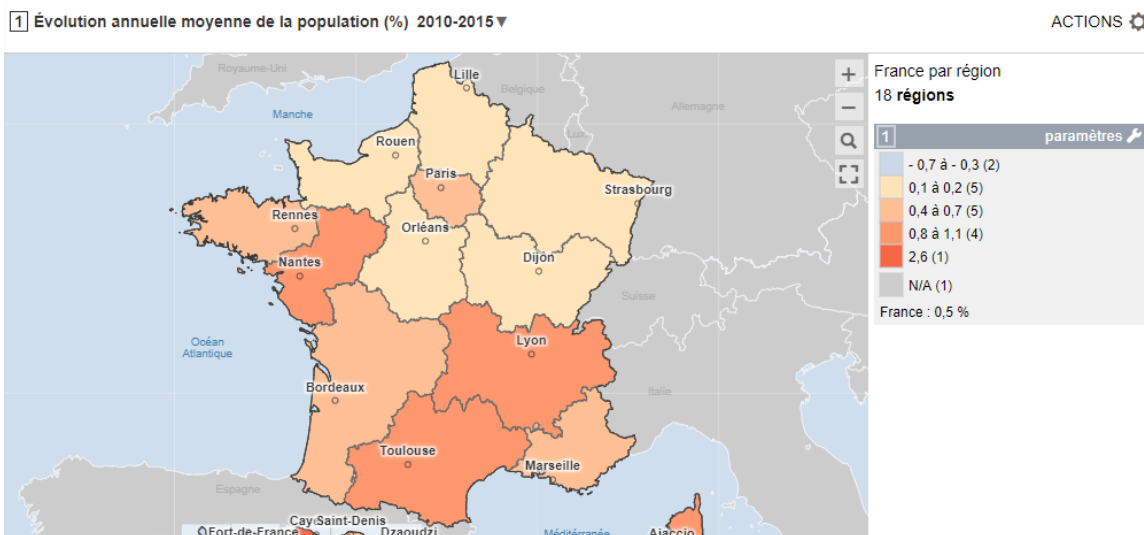 1 Évolution annuelle moyenne de la population (%) 2010-2015▼
ACTIONS
Royaume-Uni
Lille
Belgique
Manche
Allemagne
Lux.
Rouen
Paris
Strasbourg
Rennes
Orléans
Dijon
Nantes
Suisse
Lyon
Océan
Atlantique
Bordeaux
Italie
Toulouse
Marseille
Espagne
Cay Saint-Denis
Fort-de-France
Dzaoudzi
Méditérranée
Ajaccio
+
−
France par région
18 régions
1 paramètres
- 0,7 à - 0,3 (2)
0,1 à 0,2 (5)
0,4 à 0,7 (5)
0,8 à 1,1 (4)
2,6 (1)
N/A (1)
France : 0,5 %